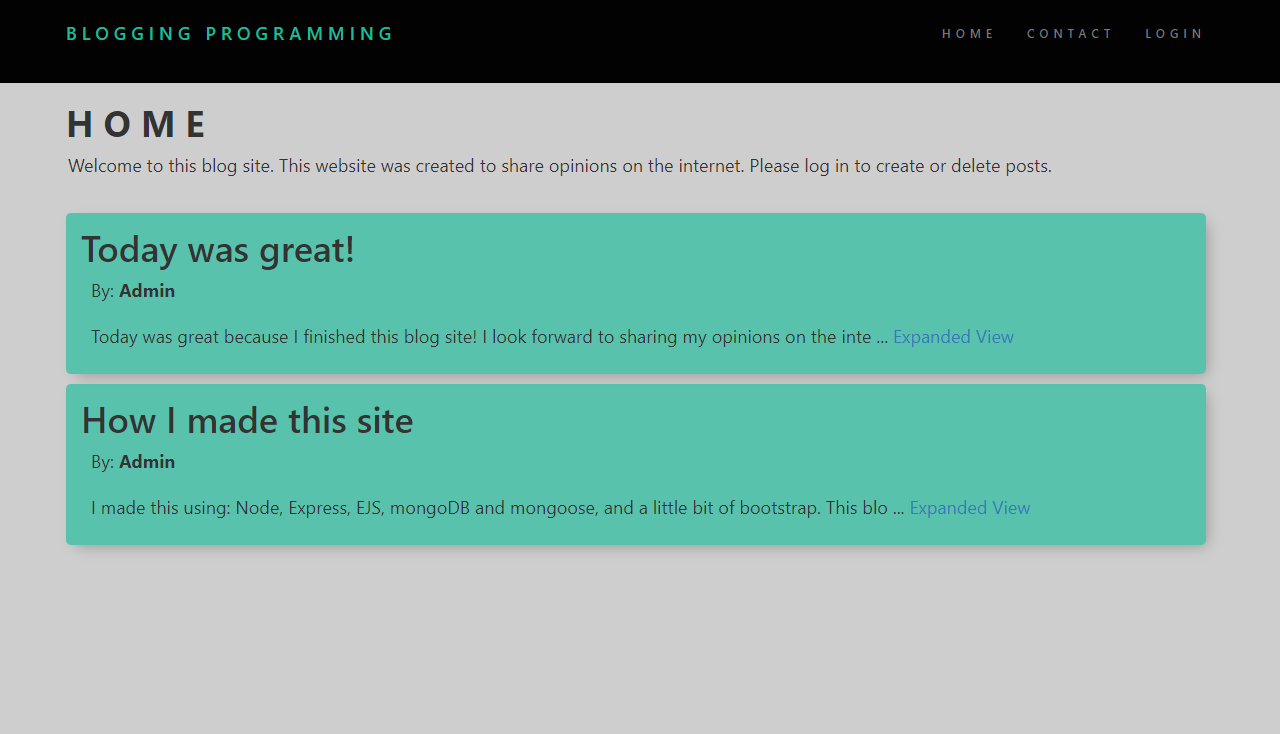 BLOGGING PROGRAMMING
HOME CONTACT LOGIN
HOME
Welcome to this blog site. This website was created to share opinions on the internet. Please log in to create or delete posts.
Today was great!
By: Admin
Today was great because I finished this blog site! I look forward to sharing my opinions on the inte ... Expanded View
How I made this site
By: Admin
I made this using: Node, Express, EJS, mongoDB and mongoose, and a little bit of bootstrap. This blo ... Expanded View